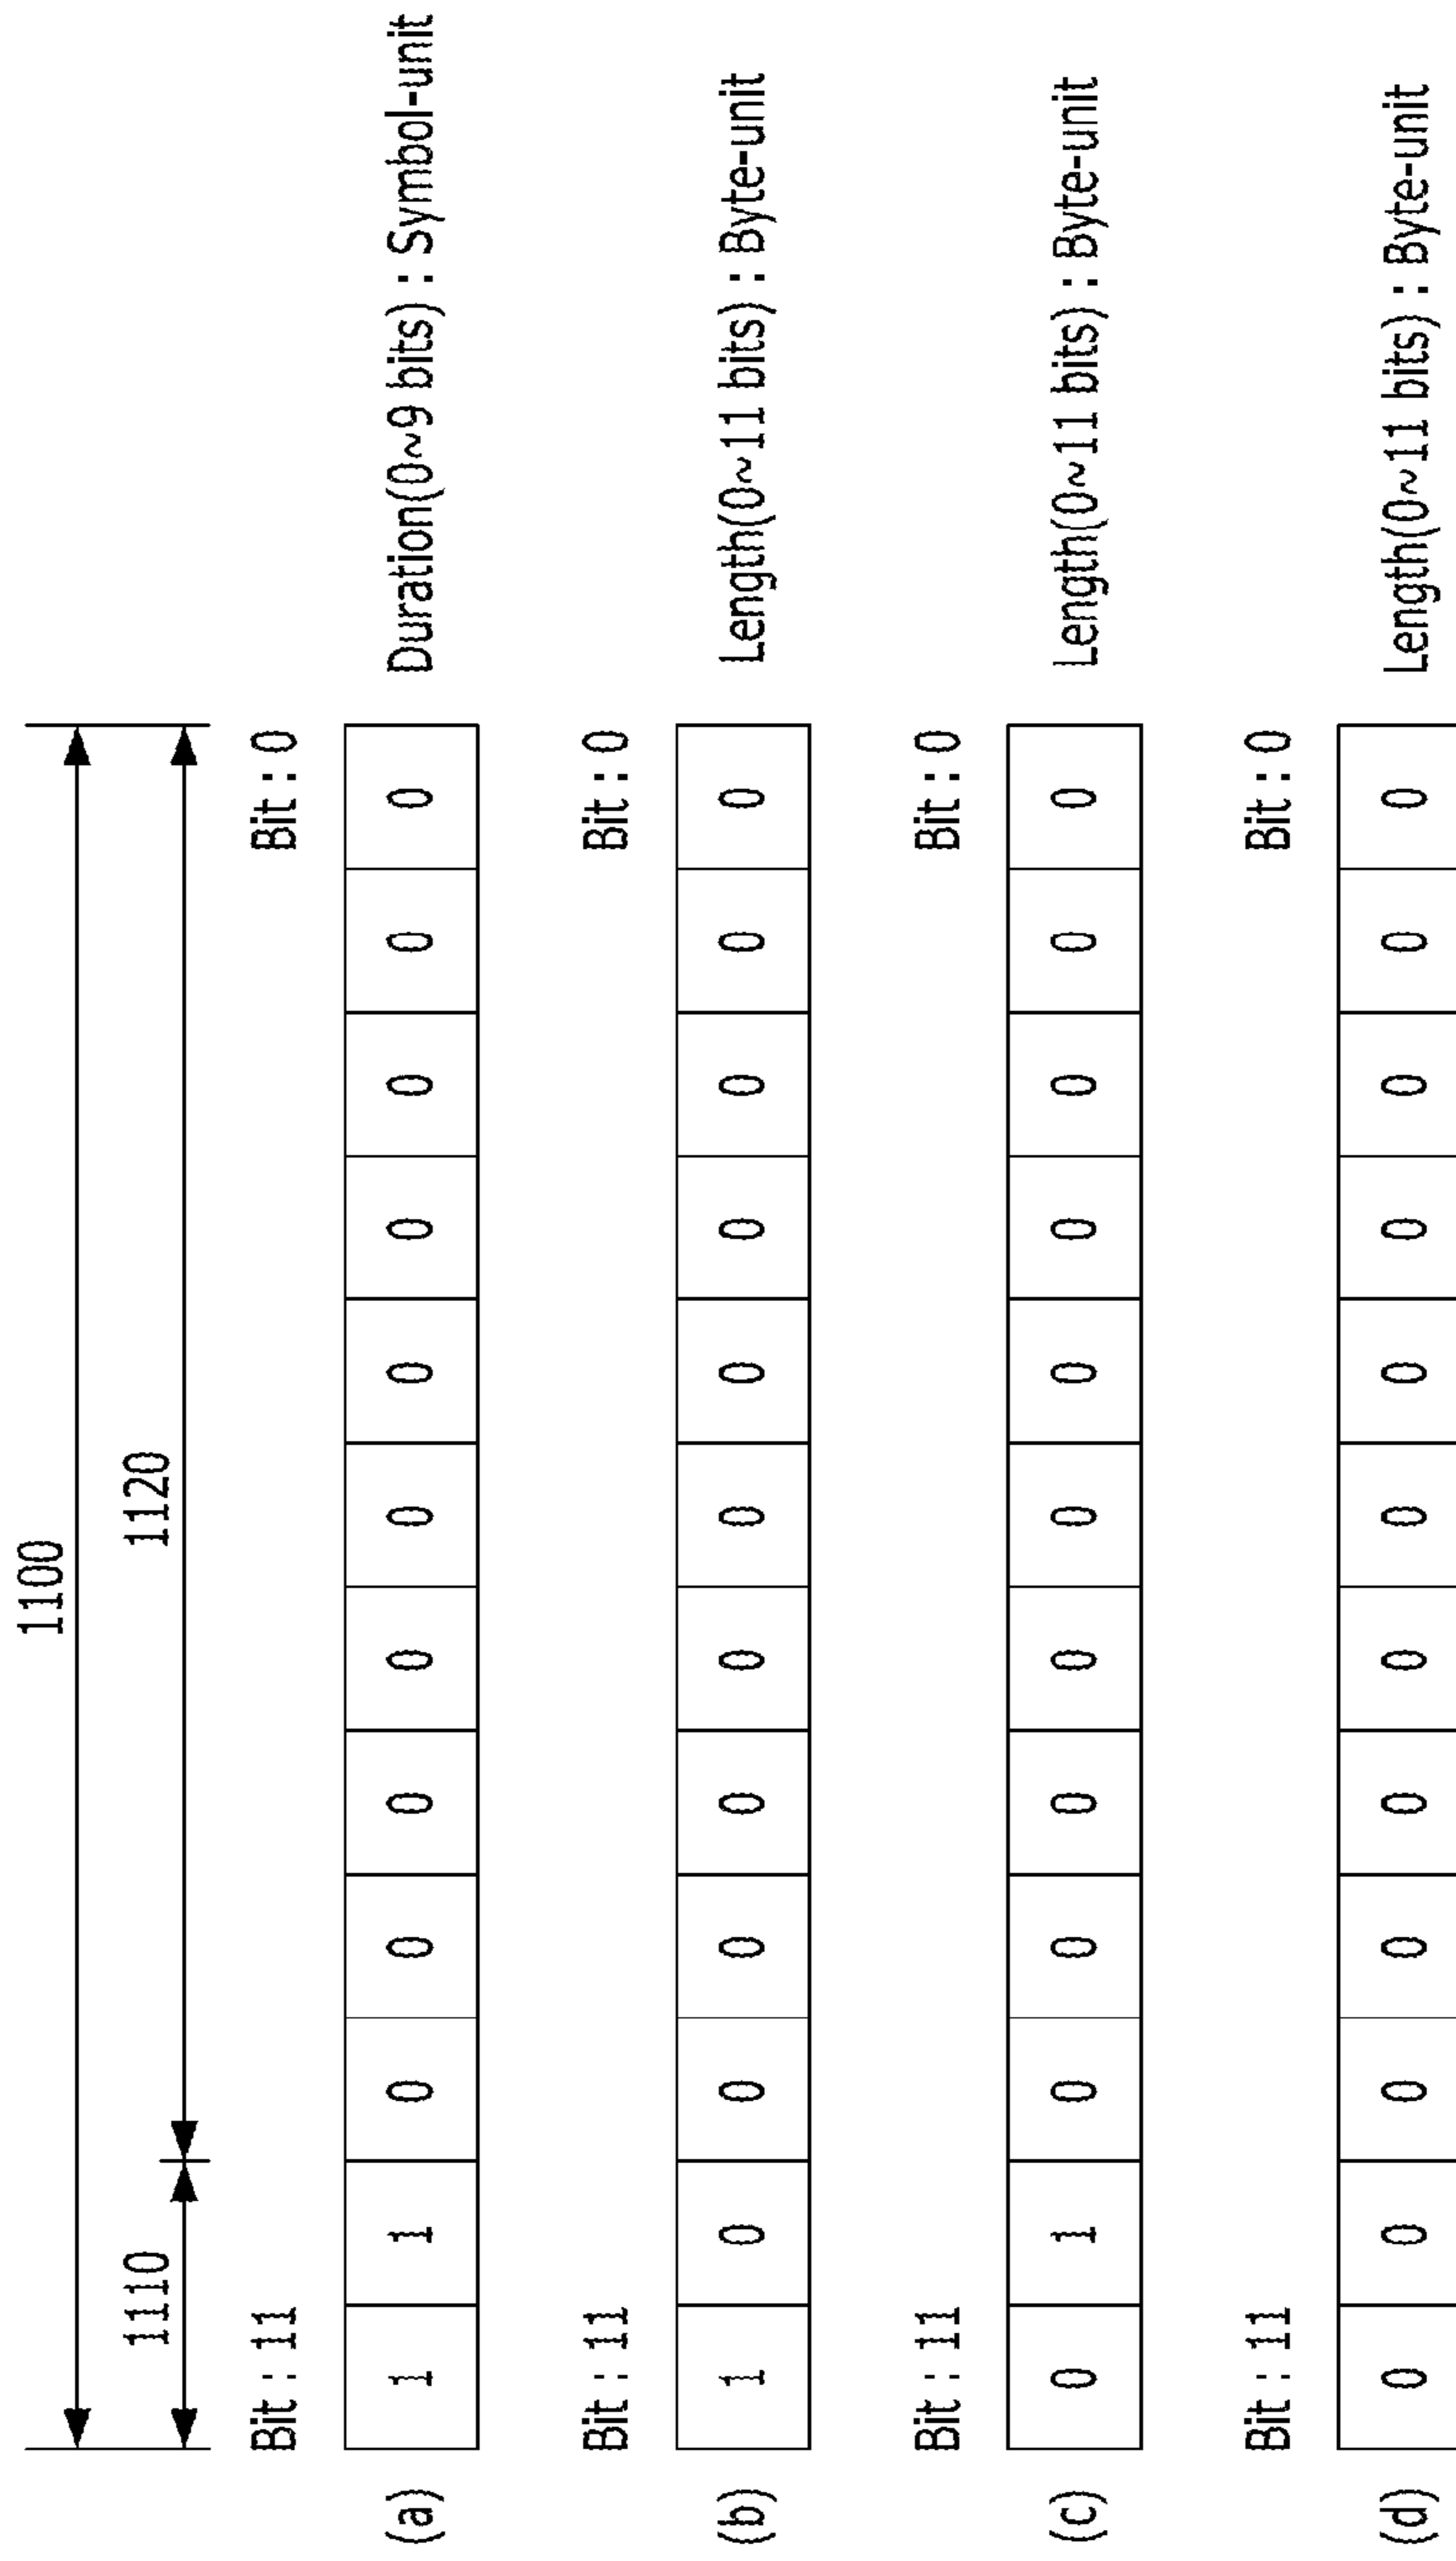 1100
1110 1120
Bit : 11 Bit : 0
(a) 1 1 0 0 0 0 0 0 0 0 0 0 Duration(0~9 bits) : Symbol-unit
Bit : 11 Bit : 0
(b) 1 0 0 0 0 0 0 0 0 0 0 0 Length(0~11 bits) : Byte-unit
Bit : 11 Bit : 0
(c) 0 1 0 0 0 0 0 0 0 0 0 0 Length(0~11 bits) : Byte-unit
Bit : 11 Bit : 0
(d) 0 0 0 0 0 0 0 0 0 0 0 0 Length(0~11 bits) : Byte-unit